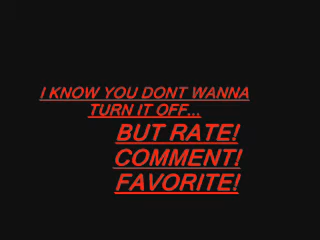 I KNOW YOU DONT WANNA
TURN IT OFF...
BUT RATE!
COMMENT!
FAVORITE!